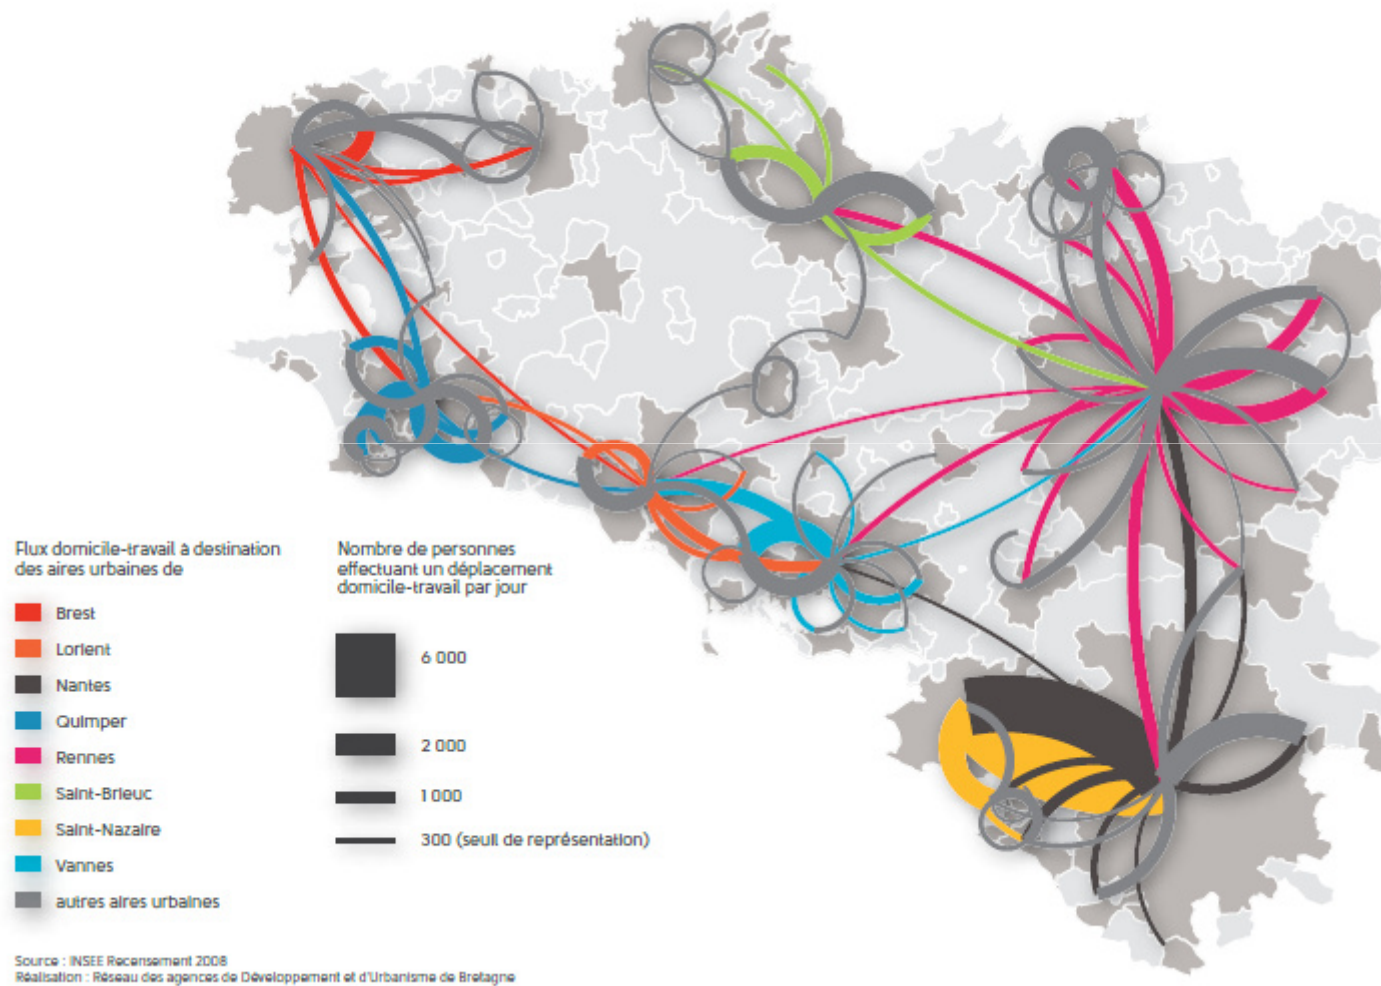 Flux domicile-travail à destination
des aires urbaines de
Brest
Lorient
Nantes
Quimper
Rennes
Saint-Brieuc
Saint-Nazaire
Vannes
autres aires urbaines
Nombre de personnes
effectuant un déplacement
domicile-travail par jour
6 000
2 000
1 000
300 (seuil de représentation)
Source : INSEE Recensement 2008
Réalisation : Réseau des agences de Développement et d'Urbanisme de Bretagne